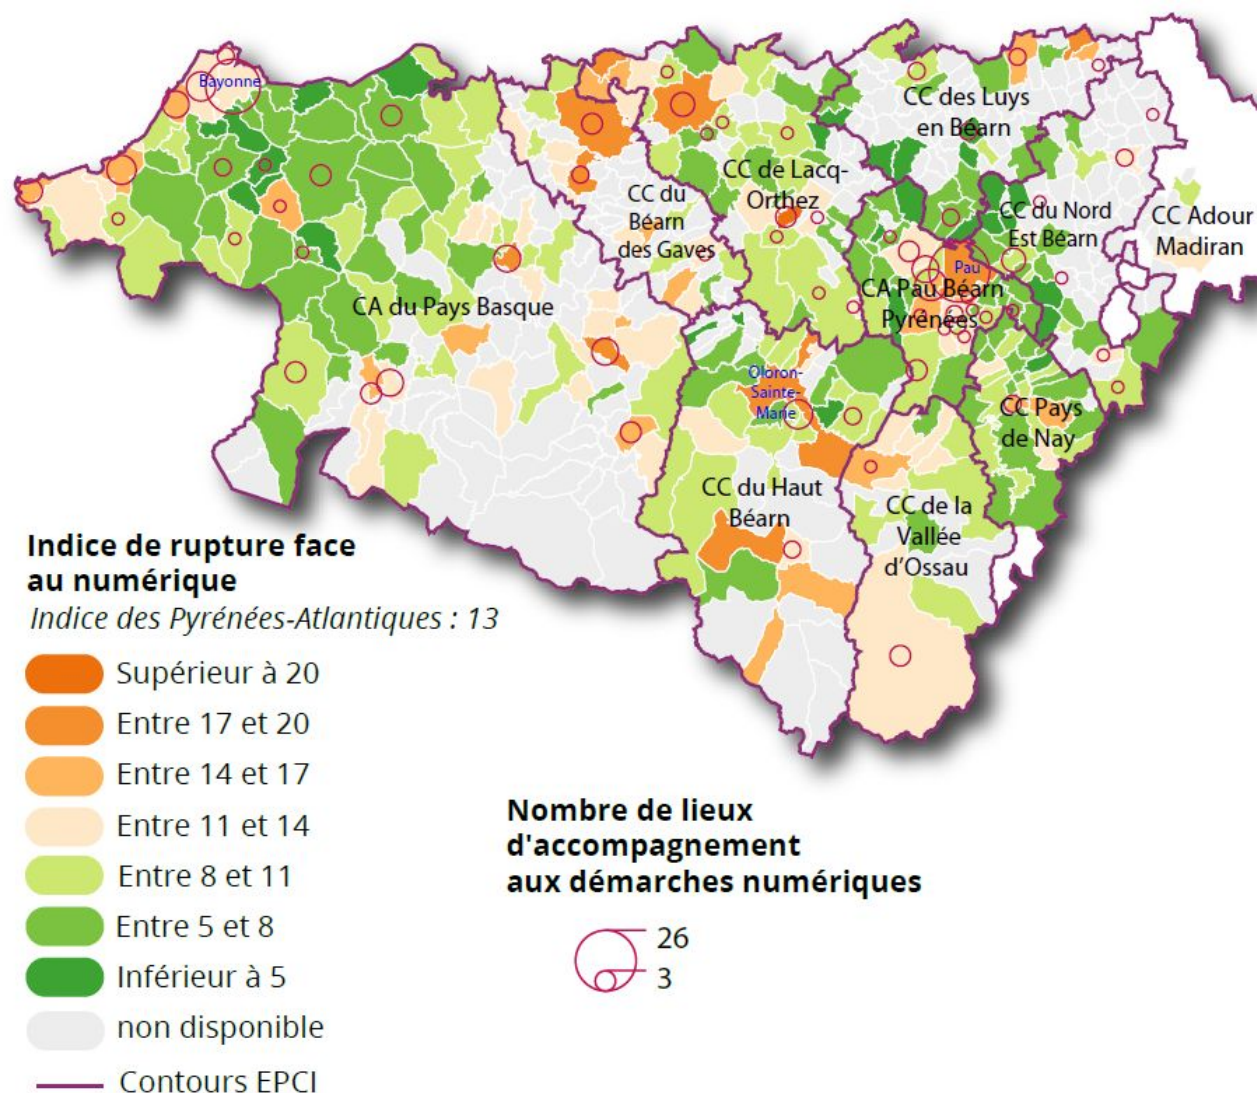 Bayonne
CC des Luys
en Béarn
CC de Lacq-
Orthez
CC du
Béarn
des Gaves
CC du Nord
Est Béarn
CC Adour
Madiran
Pau
CA Pau Béarn
Pyrénées
CA du Pays Basque
Oloron-
Sainte-
Marie
CC Pays
de Nay
CC du Haut
Béarn
CC de la
Vallée
d'Ossau
Indice de rupture face
au numérique
Indice des Pyrénées-Atlantiques : 13
Supérieur à 20
Entre 17 et 20
Entre 14 et 17
Entre 11 et 14
Entre 8 et 11
Entre 5 et 8
Inférieur à 5
non disponible
Contours EPCI
Nombre de lieux
d'accompagnement
aux démarches numériques
26
3